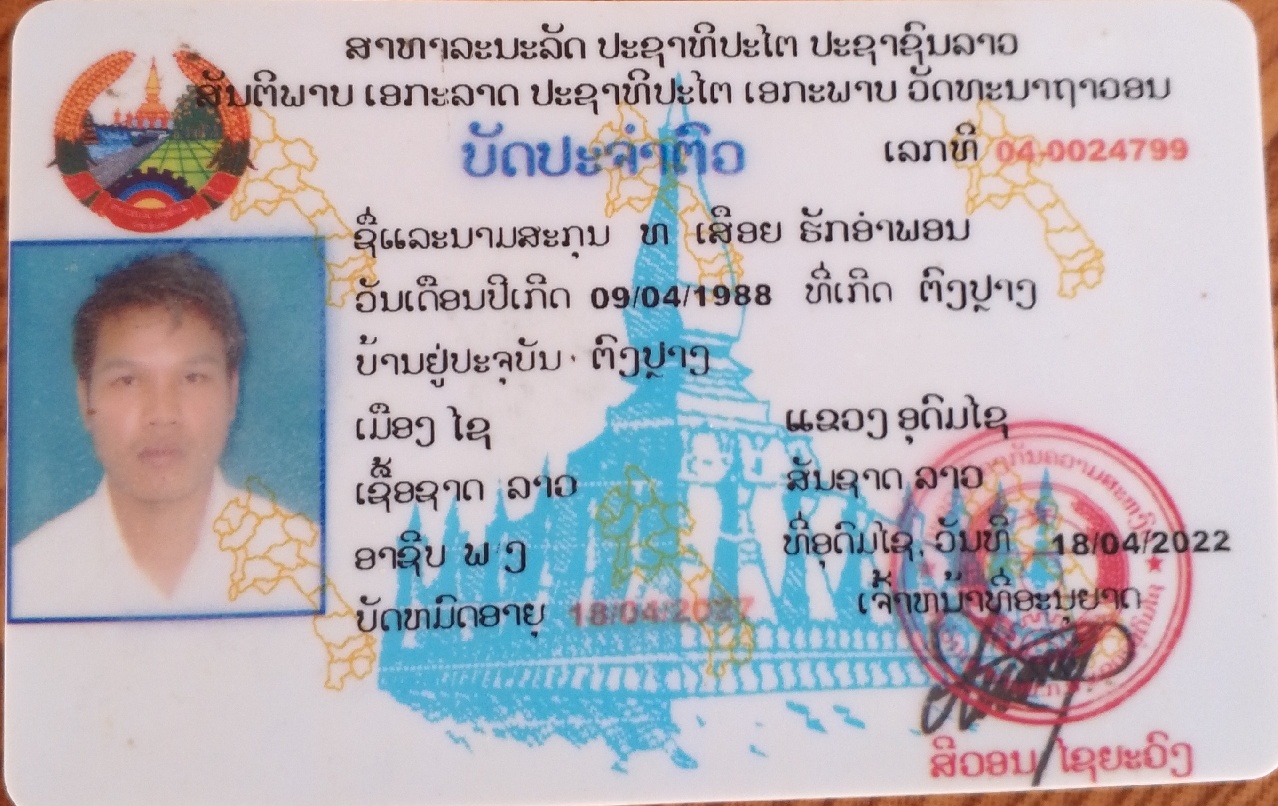 ສາທາລະນະລັດ ປະຊາທິປະໄຕ ປະຊາຊົນລາວ
ສັນຕິພາບ ເອກະລາດ ປະຊາທິປະໄຕ ເອກະພາບ ວັດທະນາຖາວອນ
ບັດປະຈຳຕົວ
ເລກທີ 04-0024799
ຊື່ແລະນາມສະກຸນ ທ ເສືອຍ ຮັກອຳພອນ
ວັນເດືອນປີເກີດ 09/04/1988 ທີ່ເກີດ ຕົງປຼາງ
ບ້ານຢູ່ປະຈຸບັນ ຕົງປຼາງ
ເມືອງ ໄຊ ແຂວງ ອຸດົມໄຊ
ເຊື້ອຊາດ ລາວ ສັນຊາດ ລາວ
ອາຊີບ ພ ງ ທີ່ອຸດົມໄຊ, ວັນທີ 18/04/2022
ບັດຫມົດອາຍຸ 18/04/2027 ເຈົ້າຫນ້າທີ່ອະນຸຍາດ
ສີວອນ ໄຊຍະວົງ